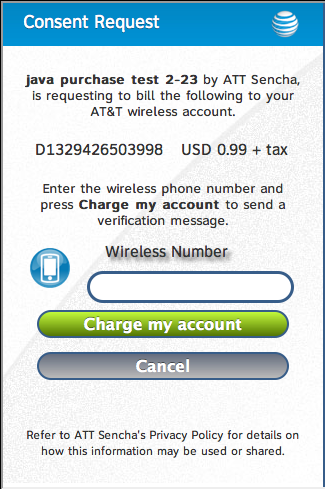 Consent Request
java purchase test 2-23 by ATT Sencha,
is requesting to bill the following to your
AT&T wireless account.
D1329426503998 USD 0.99 + tax
Enter the wireless phone number and
press Charge my account to send a
verification message.
Wireless Number
Charge my account
Cancel
Refer to ATT Sencha's Privacy Policy for details on
how this information may be used or shared.